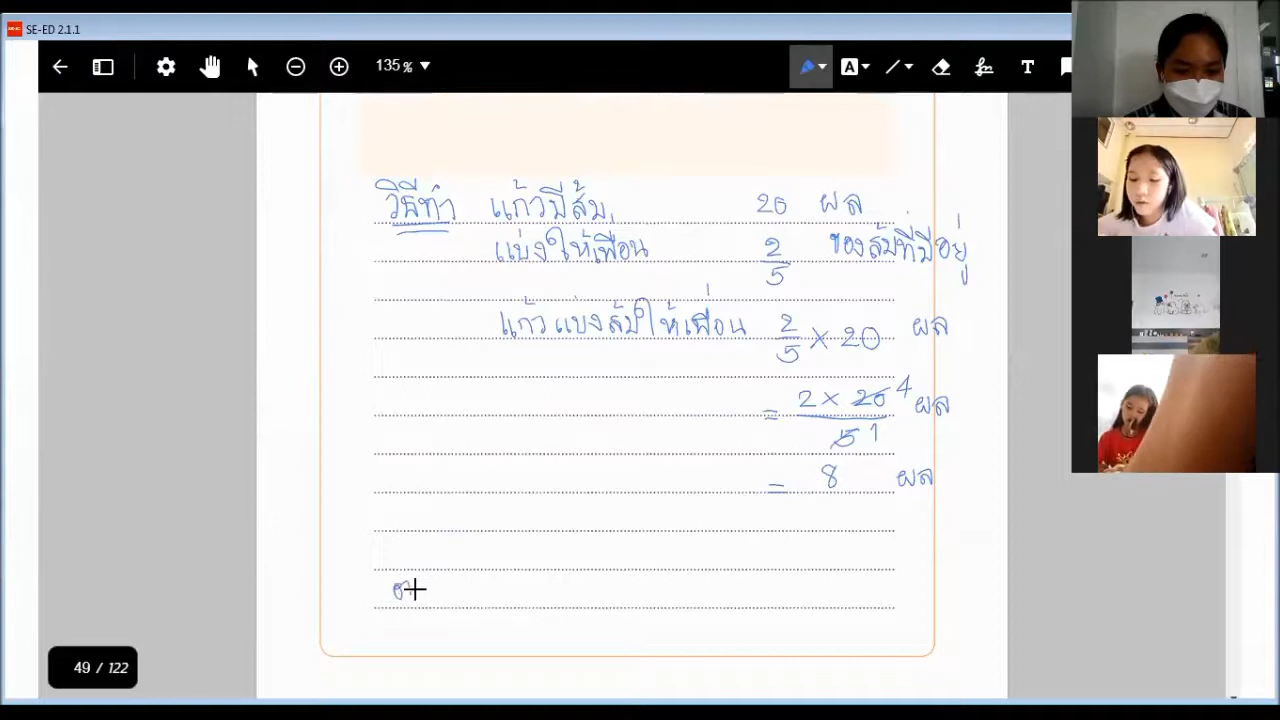 SE-ED 2.1.1
135 %
A
T
วิธีทำ แก้วมีส้ม 20 ผล
แบ่งให้เพื่อน 2/5 ของส้มที่มีอยู่
แก้วแบ่งส้มให้เพื่อน 2/5 × 20 ผล
= 2 × 20 4 / 5 1 ผล
= 8 ผล
49 / 122